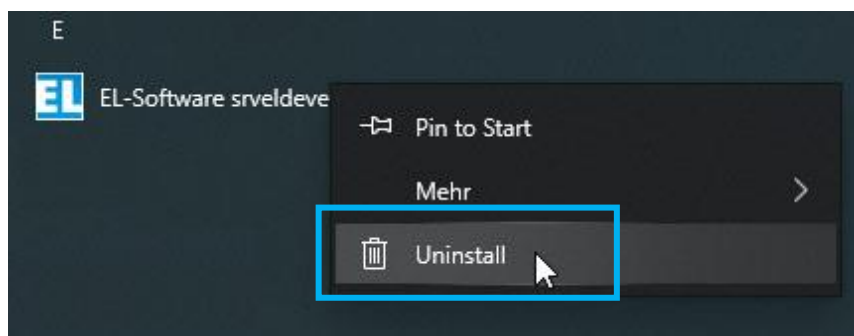 E
EL EL-Software srveldeve
Pin to Start
Mehr
Uninstall